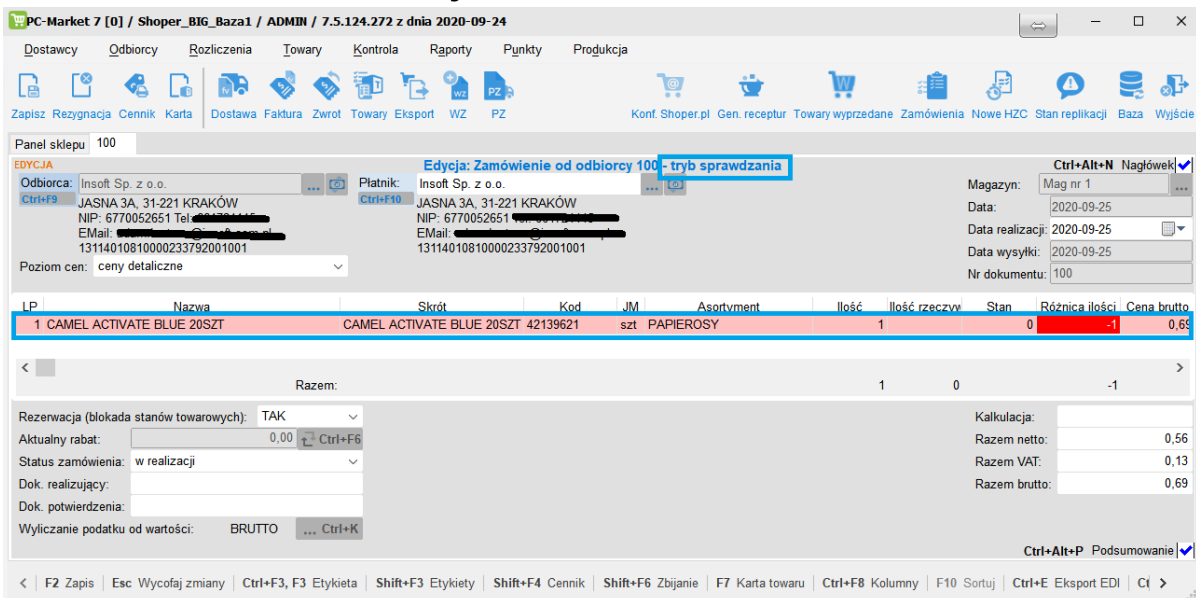 PC-Market 7 [0] / Shoper_BIG_Baza1 / ADMIN / 7.5.124.272 z dnia 2020-09-24
Dostawcy Odbiorcy Rozliczenia Towary Kontrola Raporty Punkty Produkcja
Zapisz Rezygnacja Cennik Karta Dostawa Faktura Zwrot Towary Eksport WZ PZ Konf. Shoper.pl Gen. receptur Towary wyprzedane Zamówienia Nowe HZC Stan replikacji Baza Wyjście
Panel sklepu 100
EDYCJA Edycja: Zamówienie od odbiorcy 100 - tryb sprawdzania Ctrl+Alt+N Nagłówek
Odbiorca: Insoft Sp. z o.o. ... Płatnik: Insoft Sp. z o.o. ... Magazyn: Mag nr 1 ...
Ctrl+F9 JASNA 3A, 31-221 KRAKÓW Ctrl+F10 JASNA 3A, 31-221 KRAKÓW Data: 2020-09-25
NIP: 6770052651 Tel: NIP: 6770052651 Data realizacji: 2020-09-25
EMail: EMail: Data wysyłki: 2020-09-25
13114010810000233792001001 13114010810000233792001001
Poziom cen: ceny detaliczne Nr dokumentu: 100
LP Nazwa Skrót Kod JM Asortyment Ilość Ilość rzeczyw Stan Różnica ilości Cena brutto
1 CAMEL ACTIVATE BLUE 20SZT CAMEL ACTIVATE BLUE 20SZT 42139621 szt PAPIEROSY 1 0 -1 0,69
Razem: 1 0 -1
Rezerwacja (blokada stanów towarowych): TAK Kalkulacja:
Aktualny rabat: 0,00 Ctrl+F6 Razem netto: 0,56
Status zamówienia: w realizacji Razem VAT: 0,13
Dok. realizujący: Razem brutto: 0,69
Dok. potwierdzenia:
Wyliczanie podatku od wartości: BRUTTO ... Ctrl+K
Ctrl+Alt+P Podsumowanie
< F2 Zapis Esc Wycofaj zmiany Ctrl+F3, F3 Etykieta Shift+F3 Etykiety Shift+F4 Cennik Shift+F6 Zbijanie F7 Karta towaru Ctrl+F8 Kolumny F10 Sortuj Ctrl+E Eksport EDI >